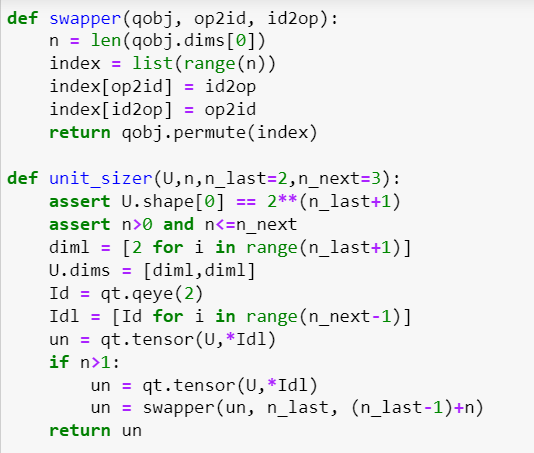 def swapper(qobj, op2id, id2op):
    n = len(qobj.dims[0])
    index = list(range(n))
    index[op2id] = id2op
    index[id2op] = op2id
    return qobj.permute(index)

def unit_sizer(U,n,n_last=2,n_next=3):
    assert U.shape[0] == 2**(n_last+1)
    assert n>0 and n<=n_next
    diml = [2 for i in range(n_last+1)]
    U.dims = [diml,diml]
    Id = qt.qeye(2)
    Idl = [Id for i in range(n_next-1)]
    un = qt.tensor(U,*Idl)
    if n>1:
        un = qt.tensor(U,*Idl)
        un = swapper(un, n_last, (n_last-1)+n)
    return un